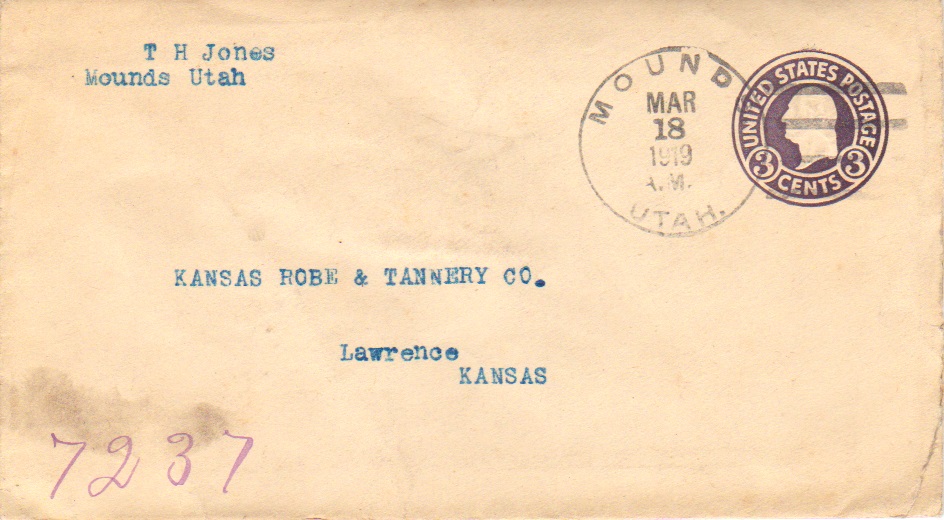 T H Jones
Mounds Utah
MOUND
MAR
18
1919
A.M.
UTAH.
UNITED STATES POSTAGE
3 CENTS 3
KANSAS ROBE & TANNERY CO.
Lawrence
KANSAS
7237